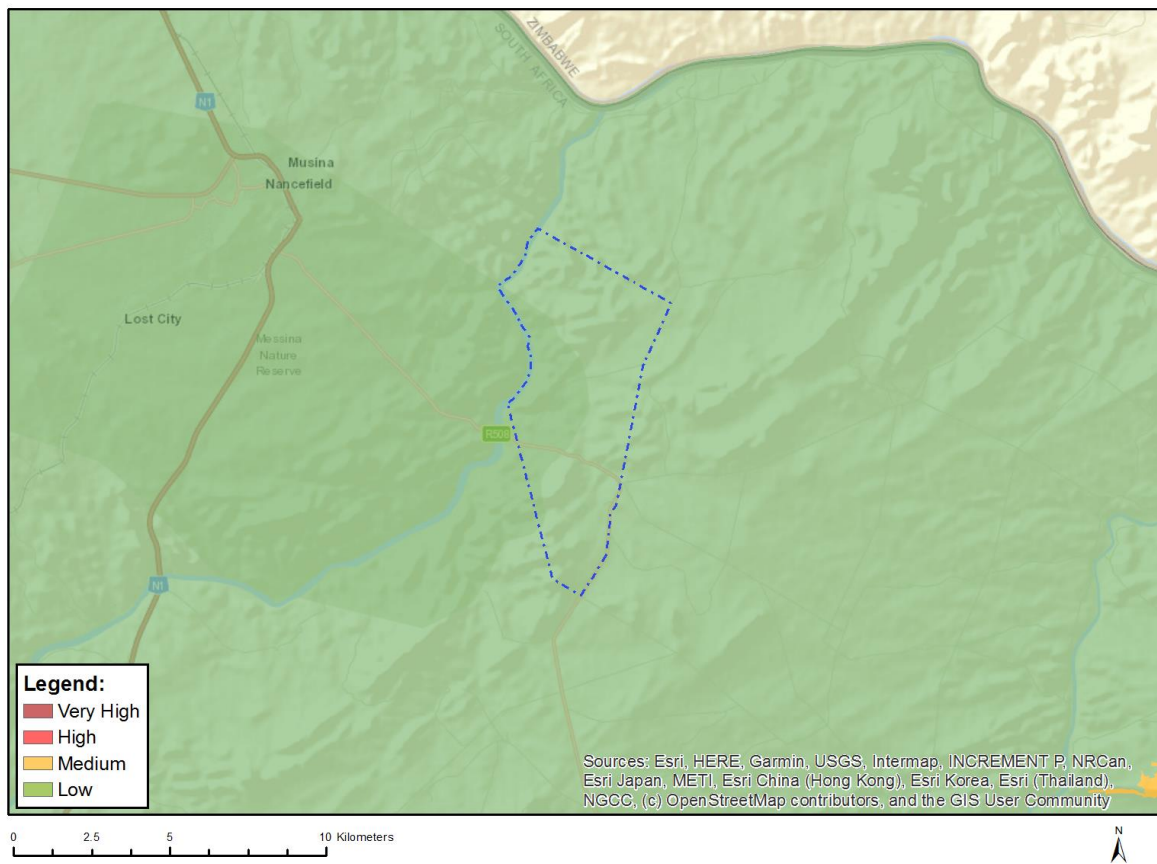 ZIMBABWE
SOUTH AFRICA
N1
Musina
Nancefield
Lost City
Messina
Nature
Reserve
R508
N1
Legend:
Very High
High
Medium
Low
Sources: Esri, HERE, Garmin, USGS, Intermap, INCREMENT P, NRCan,
Esri Japan, METI, Esri China (Hong Kong), Esri Korea, Esri (Thailand),
NGCC, (c) OpenStreetMap contributors, and the GIS User Community
0 2.5 5 10 Kilometers
N